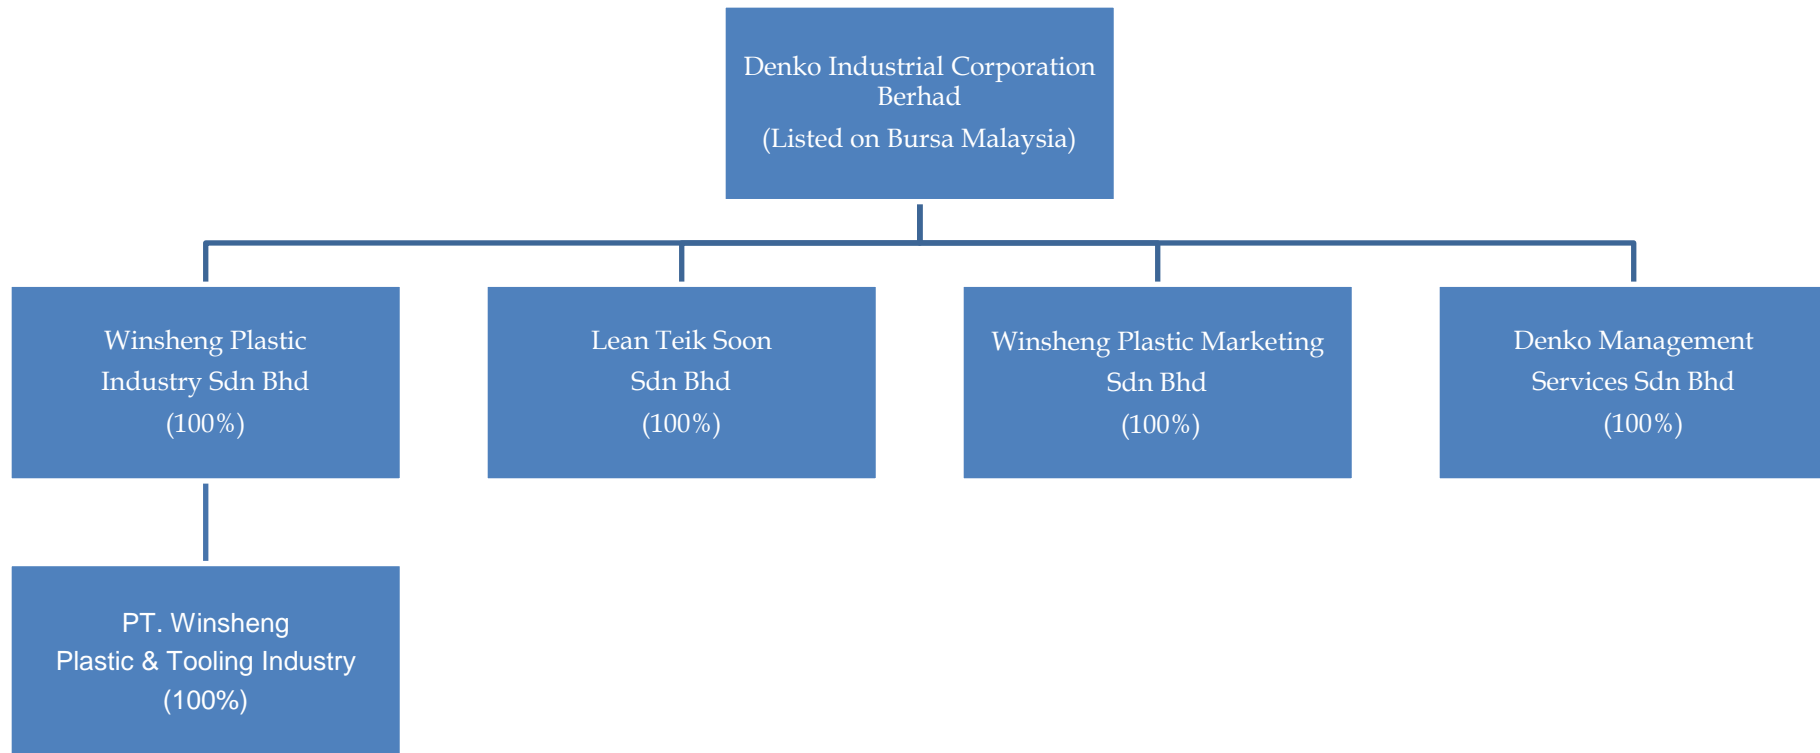 Denko Industrial Corporation
Berhad
(Listed on Bursa Malaysia)
Winsheng Plastic
Industry Sdn Bhd
(100%)
Lean Teik Soon
Sdn Bhd
(100%)
Winsheng Plastic Marketing
Sdn Bhd
(100%)
Denko Management
Services Sdn Bhd
(100%)
PT. Winsheng
Plastic & Tooling Industry
(100%)